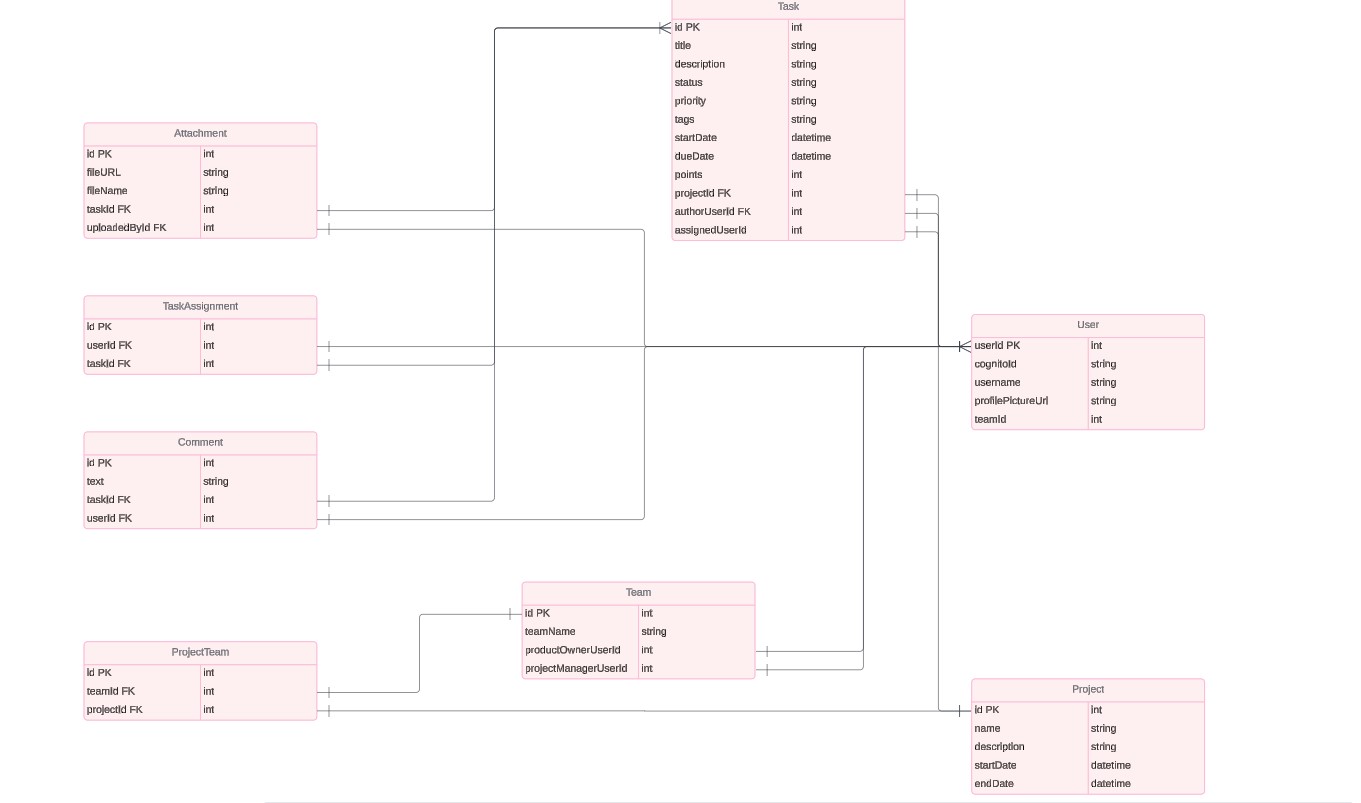 Task
id PK int
title string
description string
status string
priority string
tags string
startDate datetime
dueDate datetime
points int
projectId FK int
authorUserId FK int
assignedUserId int
Attachment
id PK int
fileURL string
fileName string
taskId FK int
uploadedById FK int
TaskAssignment
id PK int
userId FK int
taskId FK int
User
userId PK int
cognitoId string
username string
profilePictureUrl string
teamId int
Comment
id PK int
text string
taskId FK int
userId FK int
Team
id PK int
teamName string
productOwnerUserId int
projectManagerUserId int
ProjectTeam
id PK int
teamId FK int
projectId FK int
Project
id PK int
name string
description string
startDate datetime
endDate datetime